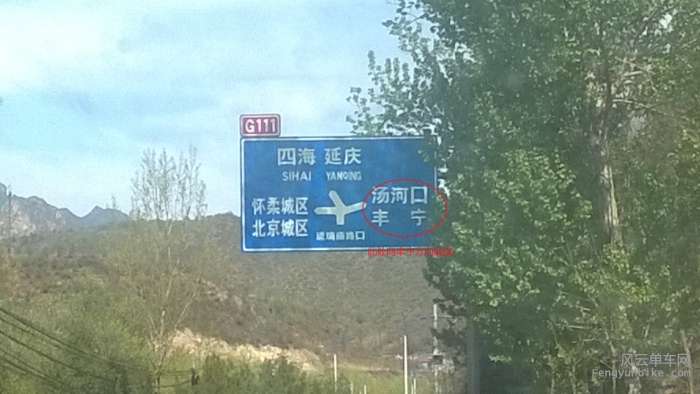 G111
四海 延庆
SIHAI YANQING
怀柔城区
北京城区
汤河口
丰 宁
琉璃庙路口
风云单车网
Fengyunbike.com